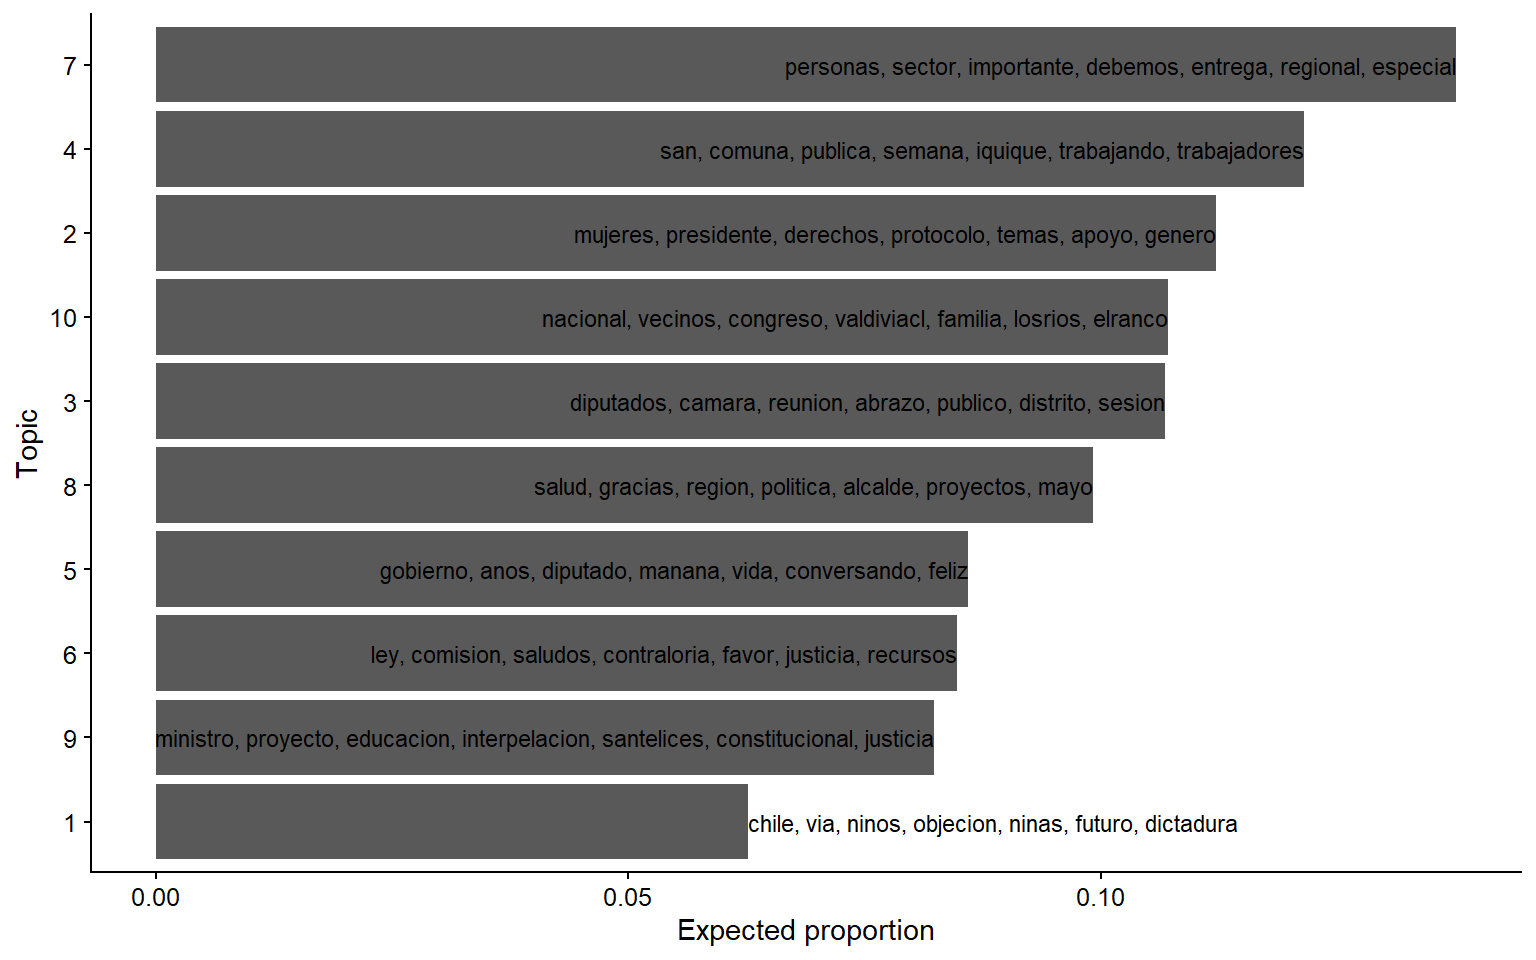 7
personas, sector, importante, debemos, entrega, regional, especial
4
san, comuna, publica, semana, iquique, trabajando, trabajadores
2
mujeres, presidente, derechos, protocolo, temas, apoyo, genero
10
nacional, vecinos, congreso, valdiviacl, familia, losrios, elranco
3
diputados, camara, reunion, abrazo, publico, distrito, sesion
8
salud, gracias, region, politica, alcalde, proyectos, mayo
5
gobierno, anos, diputado, manana, vida, conversando, feliz
6
ley, comision, saludos, contraloria, favor, justicia, recursos
9
ministro, proyecto, educacion, interpelacion, santelices, constitucional, justicia
1
chile, via, ninos, objecion, ninas, futuro, dictadura
Topic
0.00
0.05
0.10
Expected proportion